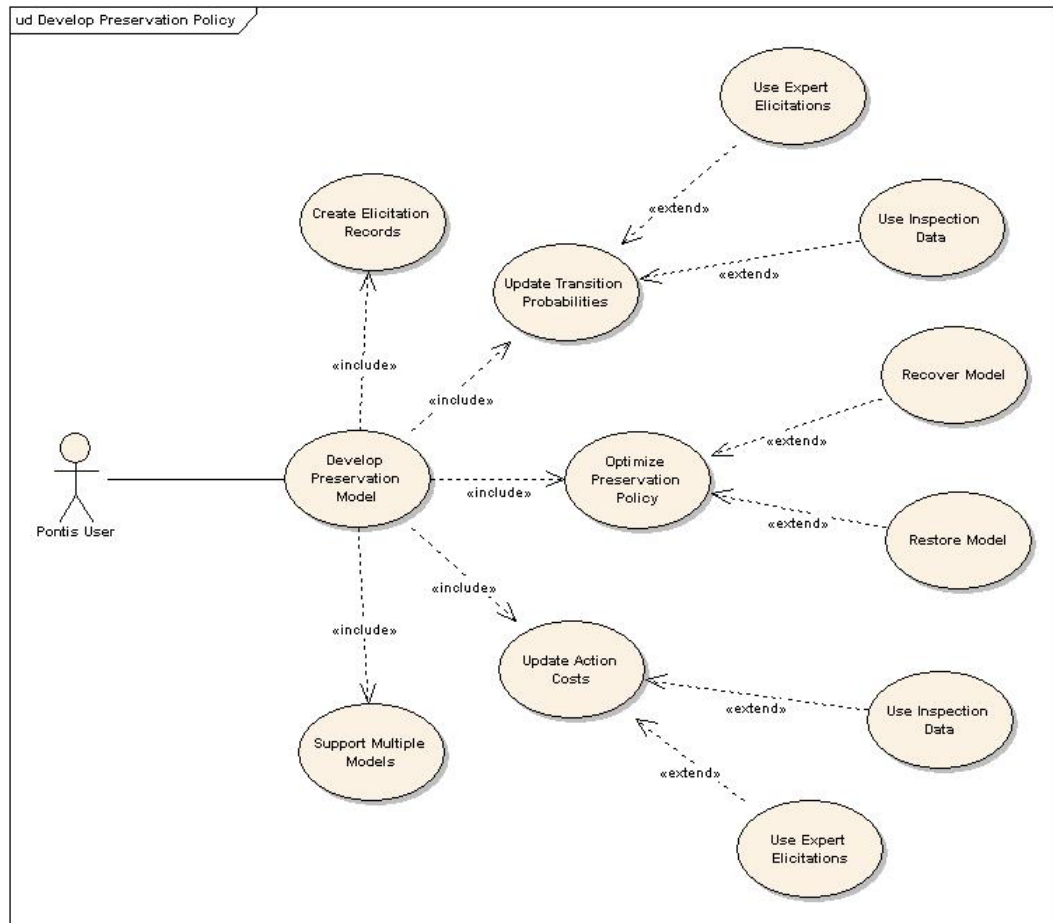 ud Develop Preservation Policy
Use Expert
Elicitations
Create Elicitation
Records
«extend»
Use Inspection
Data
Update Transition
Probabilities
«extend»
«include»
«include»
Recover Model
«extend»
Develop
Preservation
Model
Optimize
Preservation
Policy
«include»
Pontis User
«extend»
Restore Model
«include»
«include»
Update Action
Costs
Use Inspection
Data
«extend»
Support Multiple
Models
«extend»
Use Expert
Elicitations